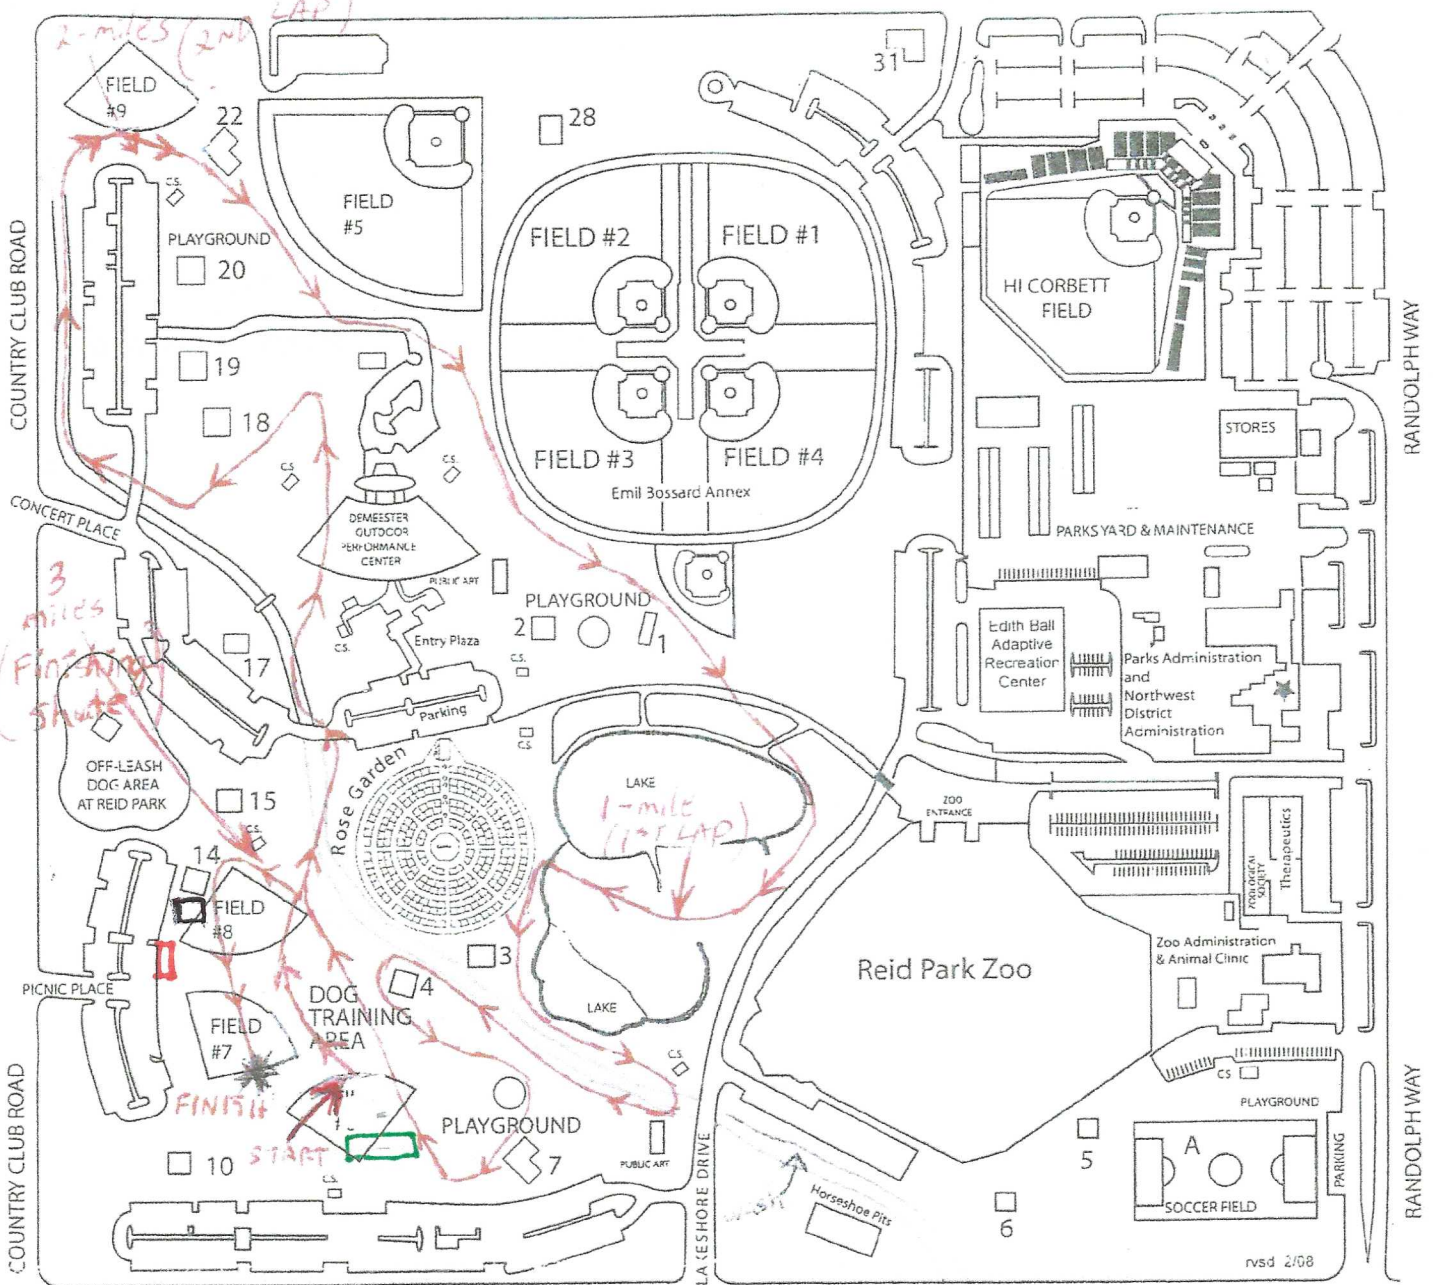 LAP)
2-miles (2ND
FIELD
#9
22
31
28
FIELD
#5
C.S.
PLAYGROUND
20
FIELD #2
FIELD #1
HI CORBETT
FIELD
COUNTRY CLUB ROAD
RANDOLPH WAY
19
18
STORES
C.S.
C.S.
FIELD #3
FIELD #4
Emil Bossard Annex
CONCERT PLACE
DEMEESTER
OUTDOOR
PERFORMANCE
CENTER
PARKS YARD & MAINTENANCE
PUBLIC ART
3
miles
(Finishing
Shute)
PLAYGROUND
2
1
17
C.S.
Entry Plaza
C.S.
Edith Ball
Adaptive
Recreation
Center
Parks Administration
and
Northwest
District
Administration
Parking
C.S.
OFF-LEASH
DOG AREA
AT REID PARK
Rose Garden
LAKE
1-mile
(1ST LAP)
ZOO
ENTRANCE
15
C.S.
14
ZOOLOGICAL
SOCIETY
Therapeutics
FIELD
#8
3
Zoo Administration
& Animal Clinic
Reid Park Zoo
PICNIC PLACE
4
DOG
TRAINING
AREA
LAKE
FIELD
#7
C.S.
CS
FINISH
PLAYGROUND
PLAYGROUND
START
10
7
PUBLIC ART
5
A
SOCCER FIELD
PARKING
C.S.
COUNTRY CLUB ROAD
LAKESHORE DRIVE
Horseshoe Pits
6
RANDOLPH WAY
rvsd 2/08